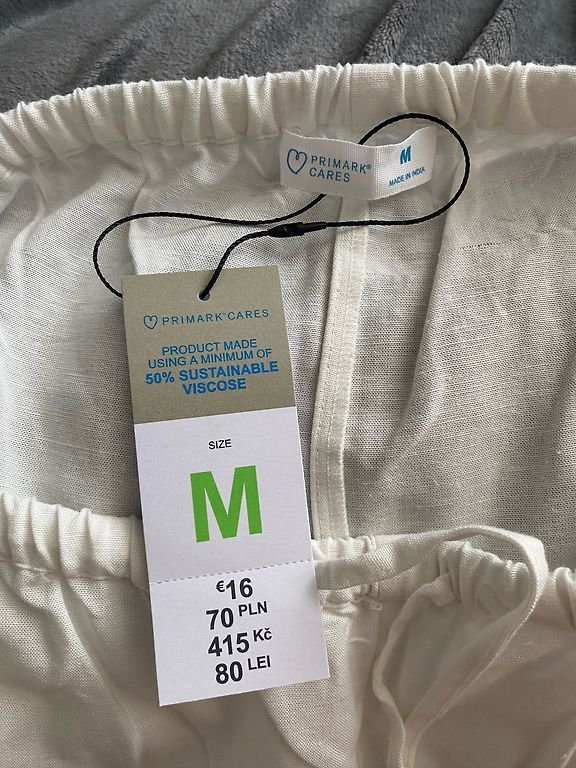 PRIMARK®
CARES
M
MADE IN INDIA
PRIMARK®CARES
PRODUCT MADE
USING A MINIMUM OF
50% SUSTAINABLE
VISCOSE
SIZE
M
€16
70 PLN
415 Kč
80 LEI